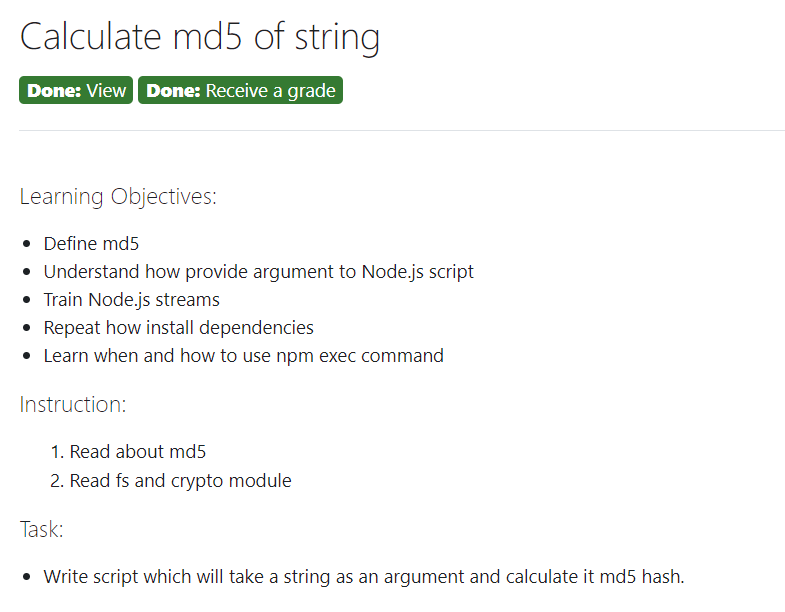 Calculate md5 of string
Done: View Done: Receive a grade
Learning Objectives:
Define md5
Understand how provide argument to Node.js script
Train Node.js streams
Repeat how install dependencies
Learn when and how to use npm exec command
Instruction:
1. Read about md5
2. Read fs and crypto module
Task:
Write script which will take a string as an argument and calculate it md5 hash.